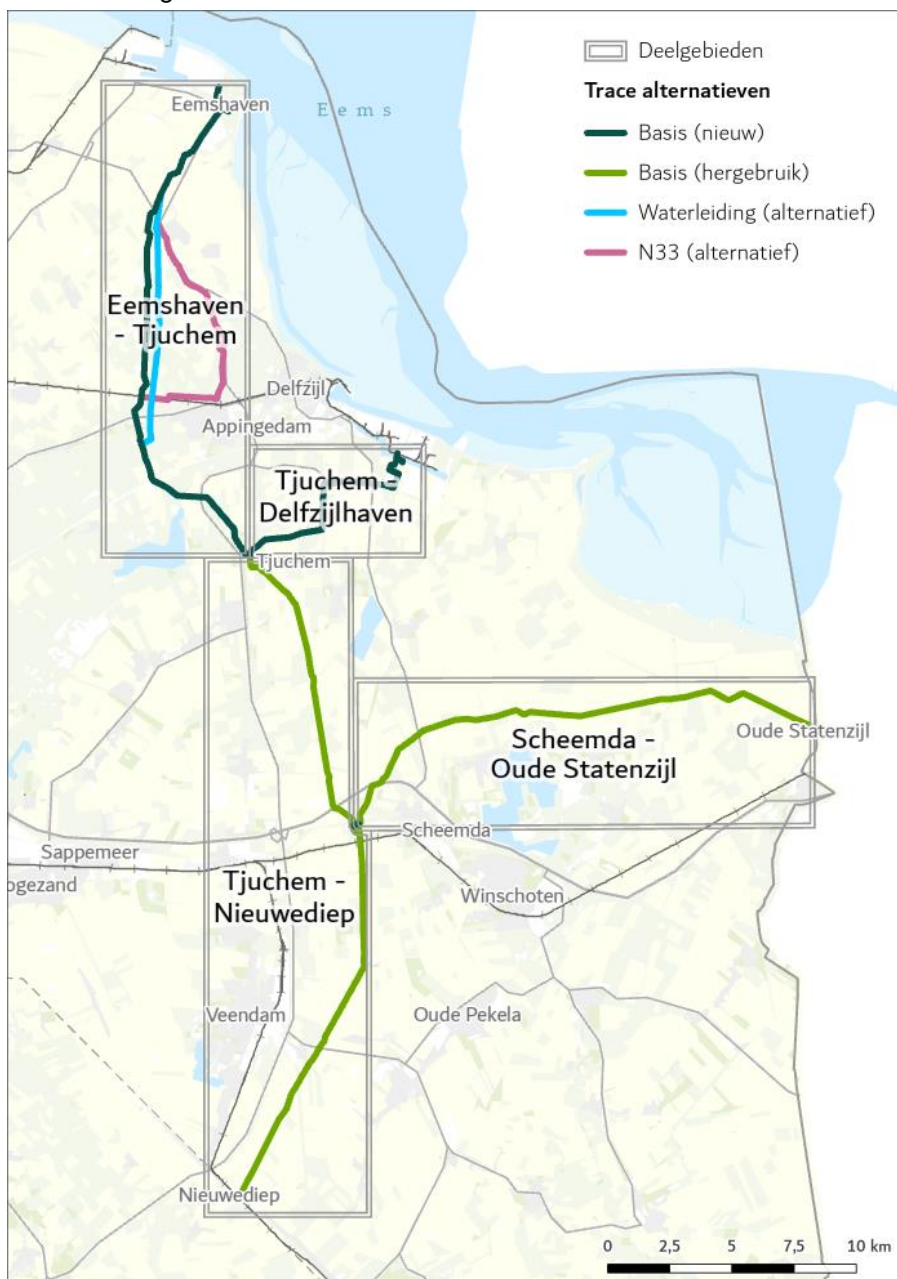 Deelgebieden
Trace alternatieven
Basis (nieuw)
Basis (hergebruik)
Waterleiding (alternatief)
N33 (alternatief)
Eemshaven
Eems
Eemshaven
- Tjuchem
Delfzijl
Appingedam
Tjuchem -
Delfzijlhaven
Tjuchem
Scheemda -
Oude Statenzijl
Oude Statenzijl
Scheemda
Sappemeer
ogezand
Tjuchem -
Nieuwediep
Winschoten
Veendam
Oude Pekela
Nieuwediep
0 2,5 5 7,5 10 km